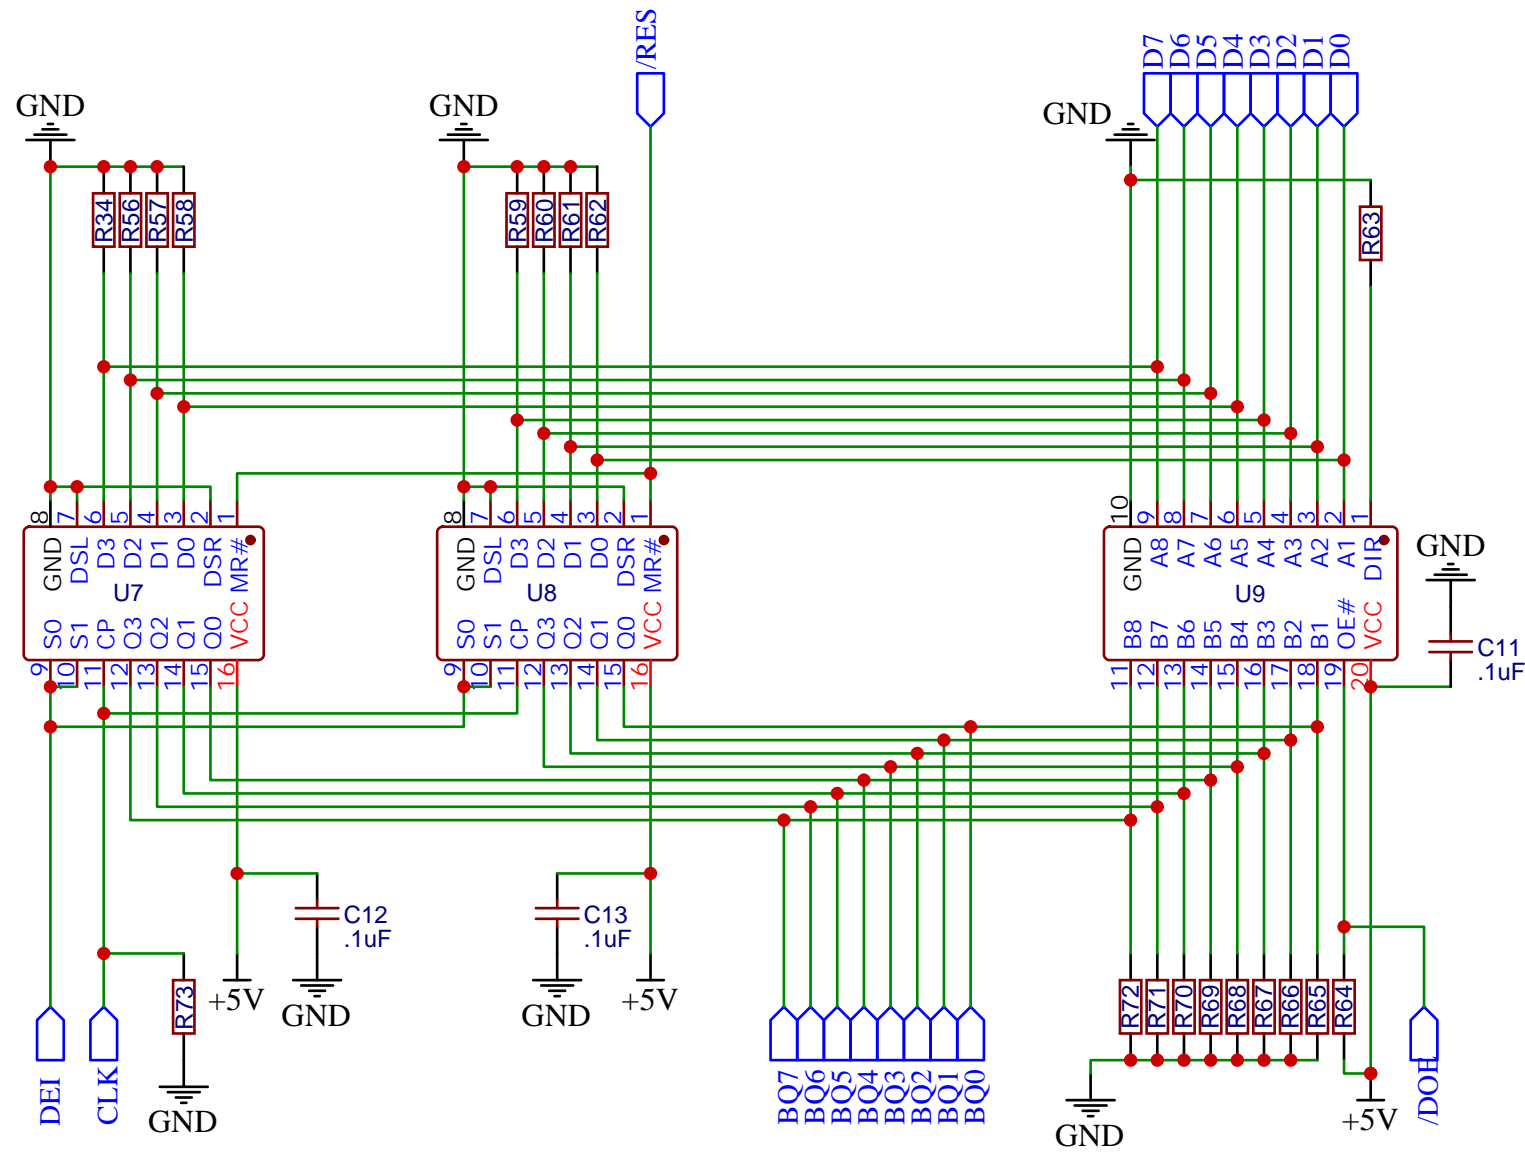 /RES
D7 D6 D5 D4 D3 D2 D1 D0
GND GND GND
R34 R56 R57 R58 R59 R60 R61 R62 R63
8 7 6 5 4 3 2 1
GND DSL D3 D2 D1 D0 DSR MR#
U7
S0 S1 CP Q3 Q2 Q1 Q0 VCC
9 10 11 12 13 14 15 16
8 7 6 5 4 3 2 1
GND DSL D3 D2 D1 D0 DSR MR#
U8
S0 S1 CP Q3 Q2 Q1 Q0 VCC
9 10 11 12 13 14 15 16
10 9 8 7 6 5 4 3 2 1
GND A8 A7 A6 A5 A4 A3 A2 A1 DIR
U9
B8 B7 B6 B5 B4 B3 B2 B1 OE# VCC
11 12 13 14 15 16 17 18 19 20
GND
C11
.1uF
C12
.1uF
C13
.1uF
R73
+5V
GND
GND
+5V
R72 R71 R70 R69 R68 R67 R66 R65 R64
DEI
CLK
GND
BQ7 BQ6 BQ5 BQ4 BQ3 BQ2 BQ1 BQ0
GND
+5V
/DOE